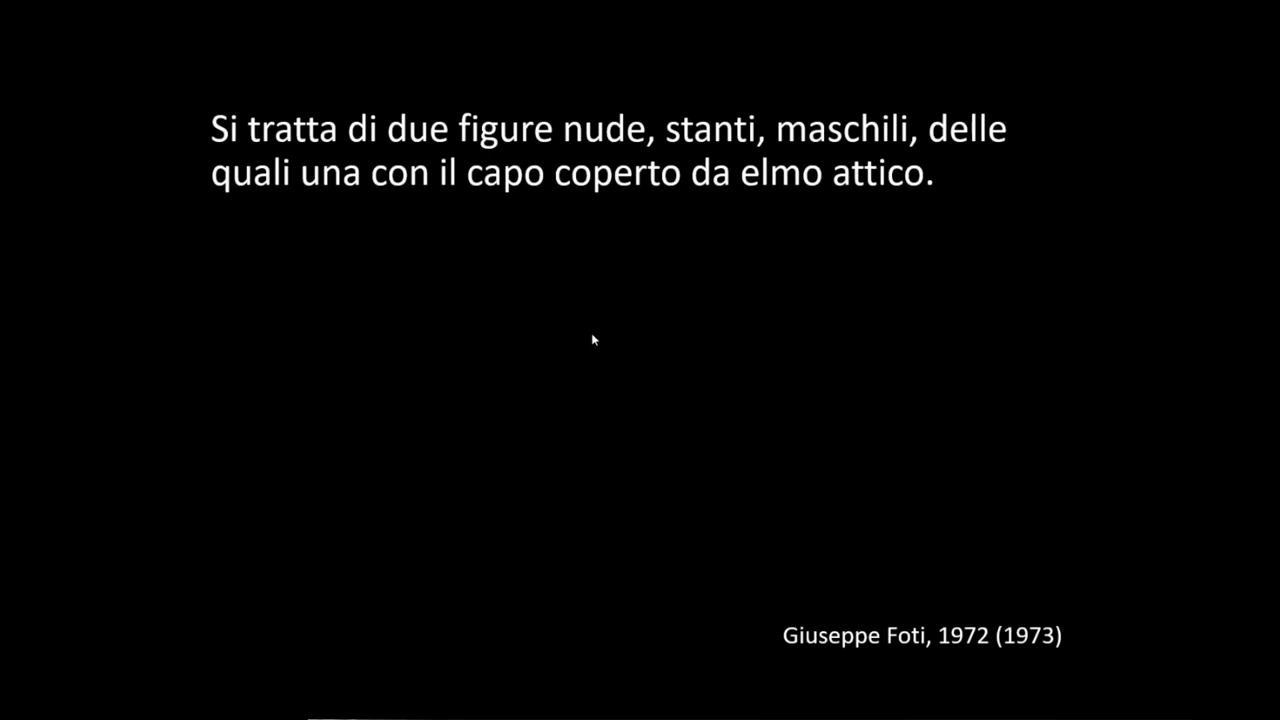 Si tratta di due figure nude, stanti, maschili, delle
quali una con il capo coperto da elmo attico.
Giuseppe Foti, 1972 (1973)